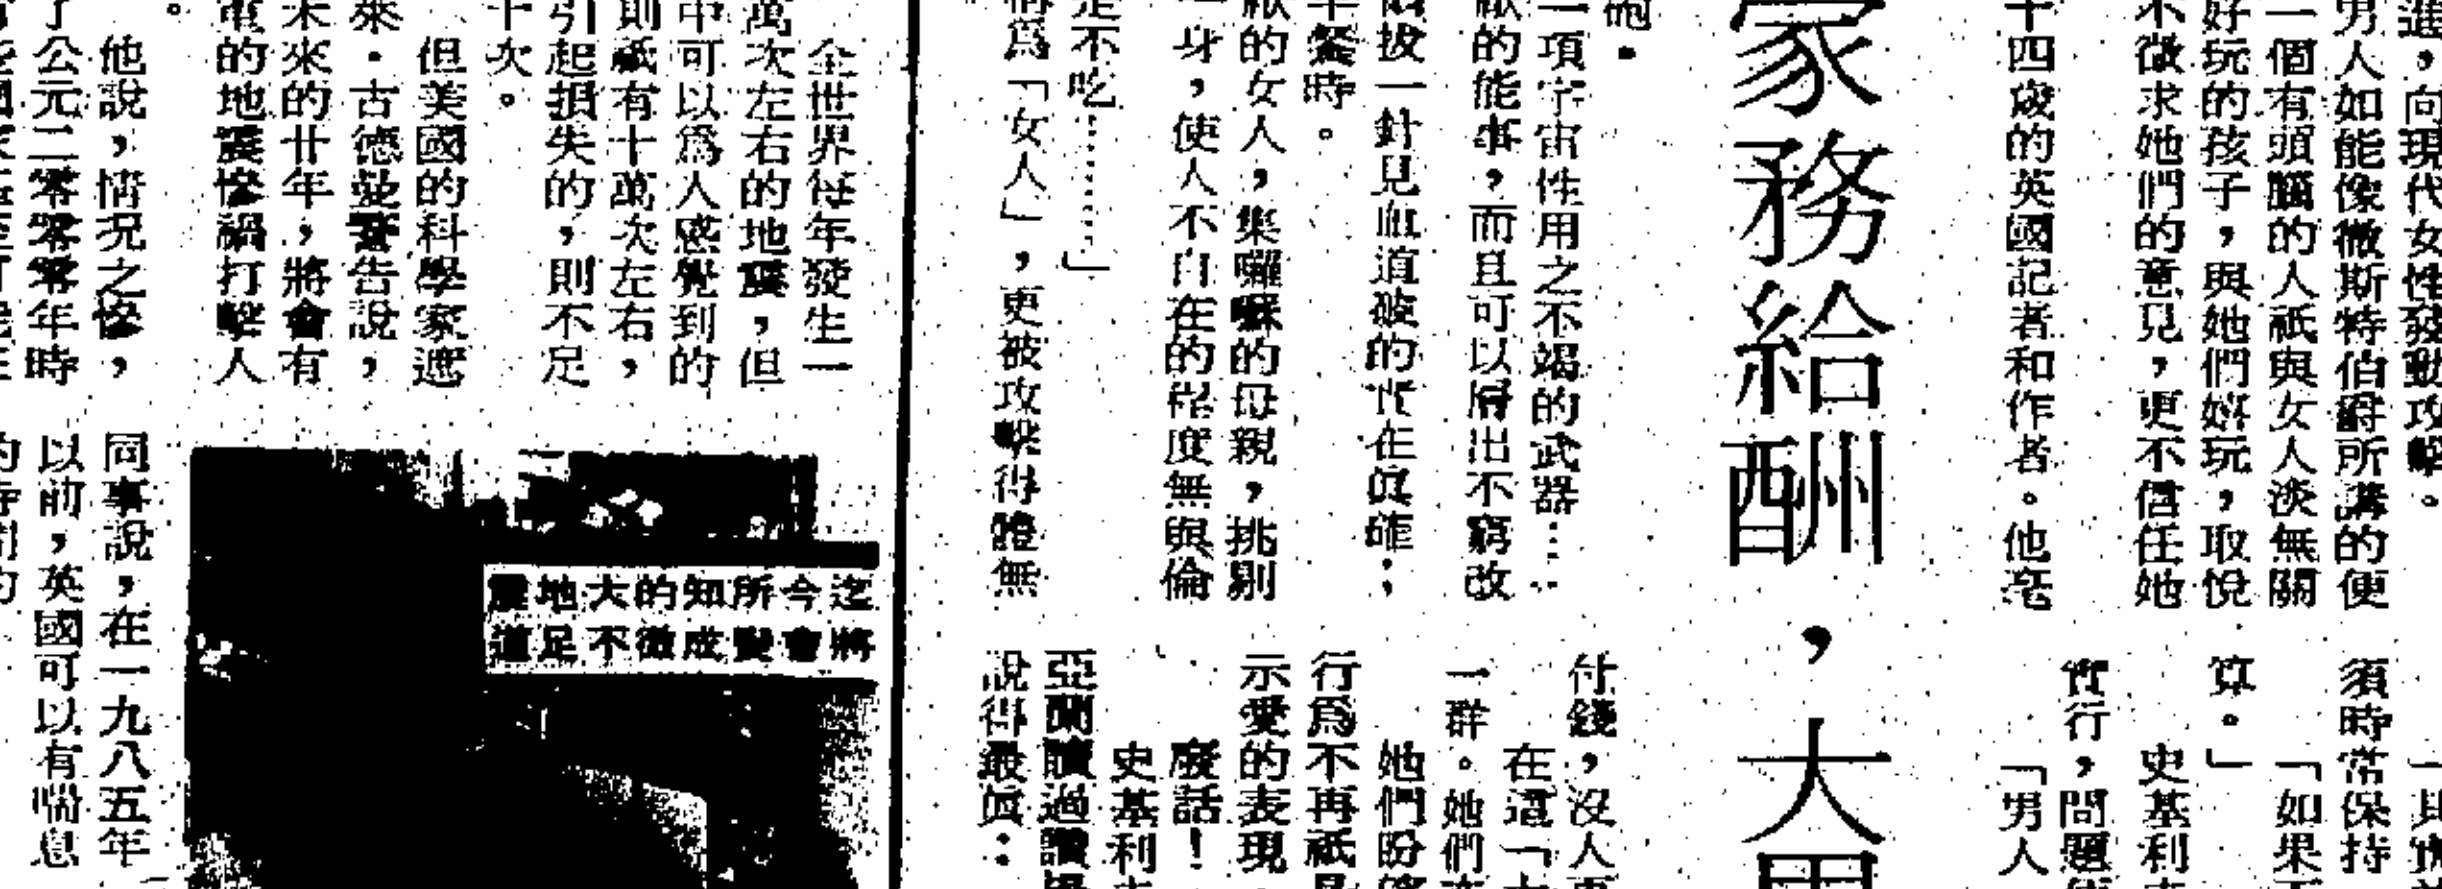 進，向現代女性發動攻擊。
男人如能像微斯特伯爵所講的便
一個有頭腦的人祇與女人淡無關
好玩的孩子，與她們嬉玩，取悅
不徵求她們的意見，更不信任她
十四歲的英國記者和作者。他毫
須時常保持
「如果
算。」
史基利
實行，問題
「男人
家務給酬，大
砲。
一項宇宙性用之不竭的武器……
的能事，而且可以層出不窮改
拔一針見血道破的實在真確；
時。
的女人，集囉囌的母親，挑剔
身，使人不自在的程度無與倫
是不吃……」
為「女人」，更被攻擊得體無
付錢，沒人
在這「
一群。她們
她們盼
行為不再祇是
示愛的表現，
廢話！
史基利
亞蘭
說得最真：
全世界每年發生一
萬次左右的地震，但
中可以為人感覺到的
則祇有十萬次左右，
引起損失的，則不足
十次。
但美國的科學家
萊·古德曼警告說，
未來的廿年，將會有
的地震慘禍打擊人
。
他說，情況之慘，
了公元二零零零年時
迄今所知的大地震
將會變成微不足道
同事說，在一九八五年
以前，英國可以有喘息